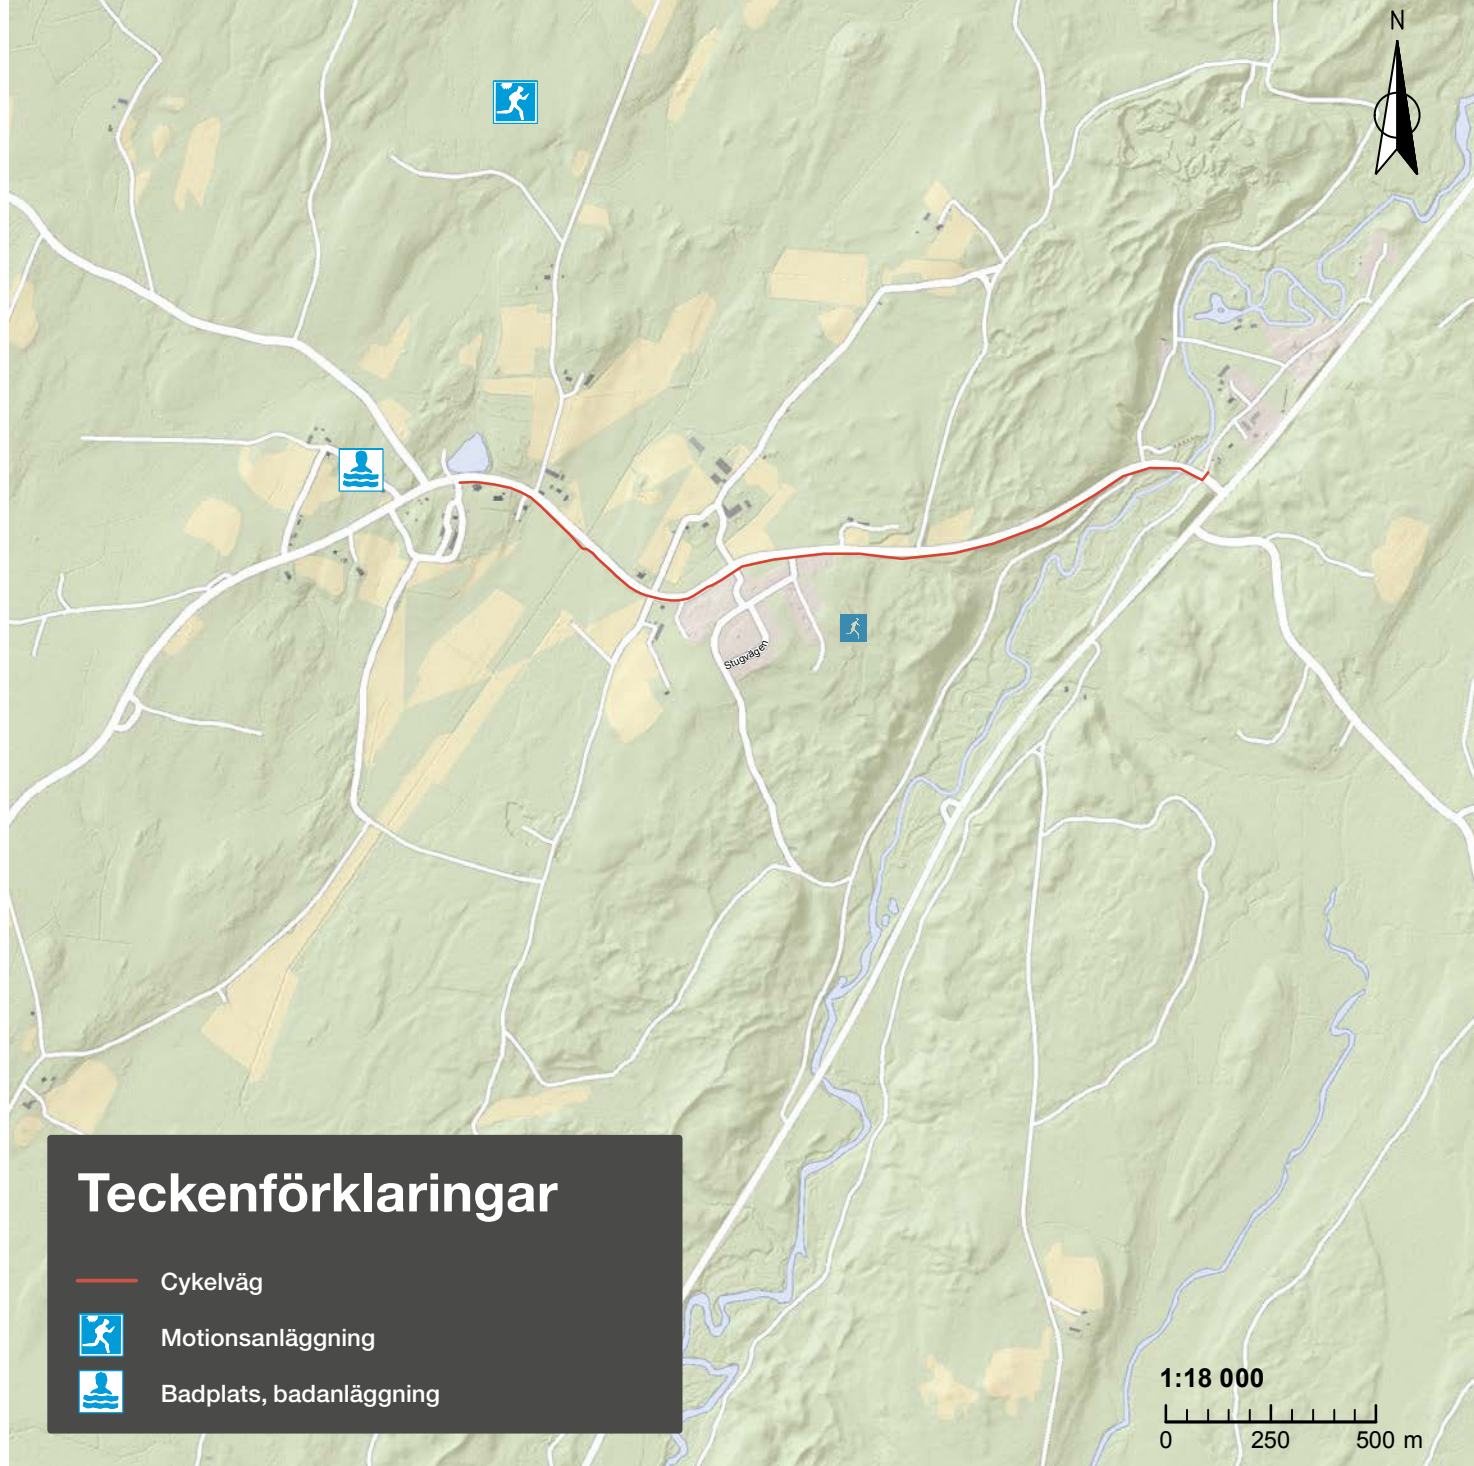 N
Stugvägen
Teckenförklaringar
Cykelväg
Motionsanläggning
Badplats, badanläggning
1:18 000
0 250 500 m